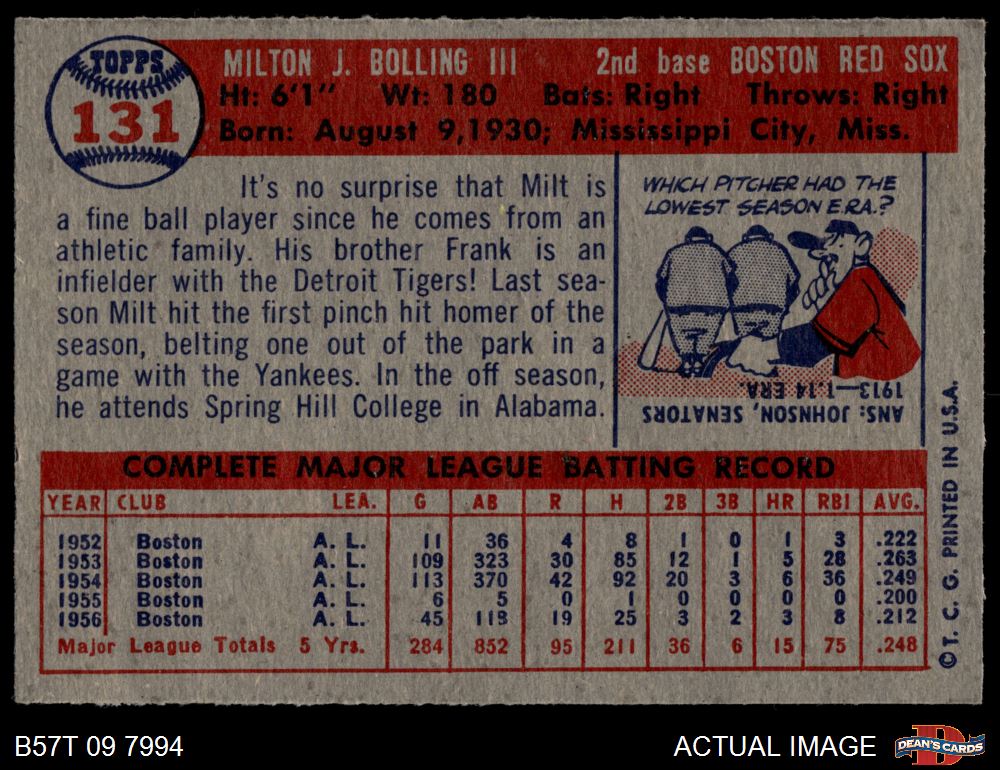 TOPPS
131
MILTON J. BOLLING III 2nd base BOSTON RED SOX
Ht: 6'1" Wt: 180 Bats: Right Throws: Right
Born: August 9, 1930; Mississippi City, Miss.
It's no surprise that Milt is
a fine ball player since he comes from an
athletic family. His brother Frank is an
infielder with the Detroit Tigers! Last sea-
son Milt hit the first pinch hit homer of the
season, belting one out of the park in a
game with the Yankees. In the off season,
he attends Spring Hill College in Alabama.
WHICH PITCHER HAD THE
LOWEST SEASON E.R.A.?
ANS: JOHNSON, SENATORS
1913—1.14 ERA.
COMPLETE MAJOR LEAGUE BATTING RECORD
YEAR CLUB LEA. G AB R H 2B 3B HR RBI AVG.
1952 Boston A. L. 11 36 4 8 1 0 1 3 .222
1953 Boston A. L. 109 323 30 85 12 1 5 28 .263
1954 Boston A. L. 113 370 42 92 20 3 6 36 .249
1955 Boston A. L. 6 5 0 1 0 0 0 0 .200
1956 Boston A. L. 45 118 19 25 3 2 3 8 .212
Major League Totals 5 Yrs. 284 852 95 211 36 6 15 75 .248
© T. C. G. PRINTED IN U.S.A.
B57T 09 7994
ACTUAL IMAGE
D
DEAN'S CARDS